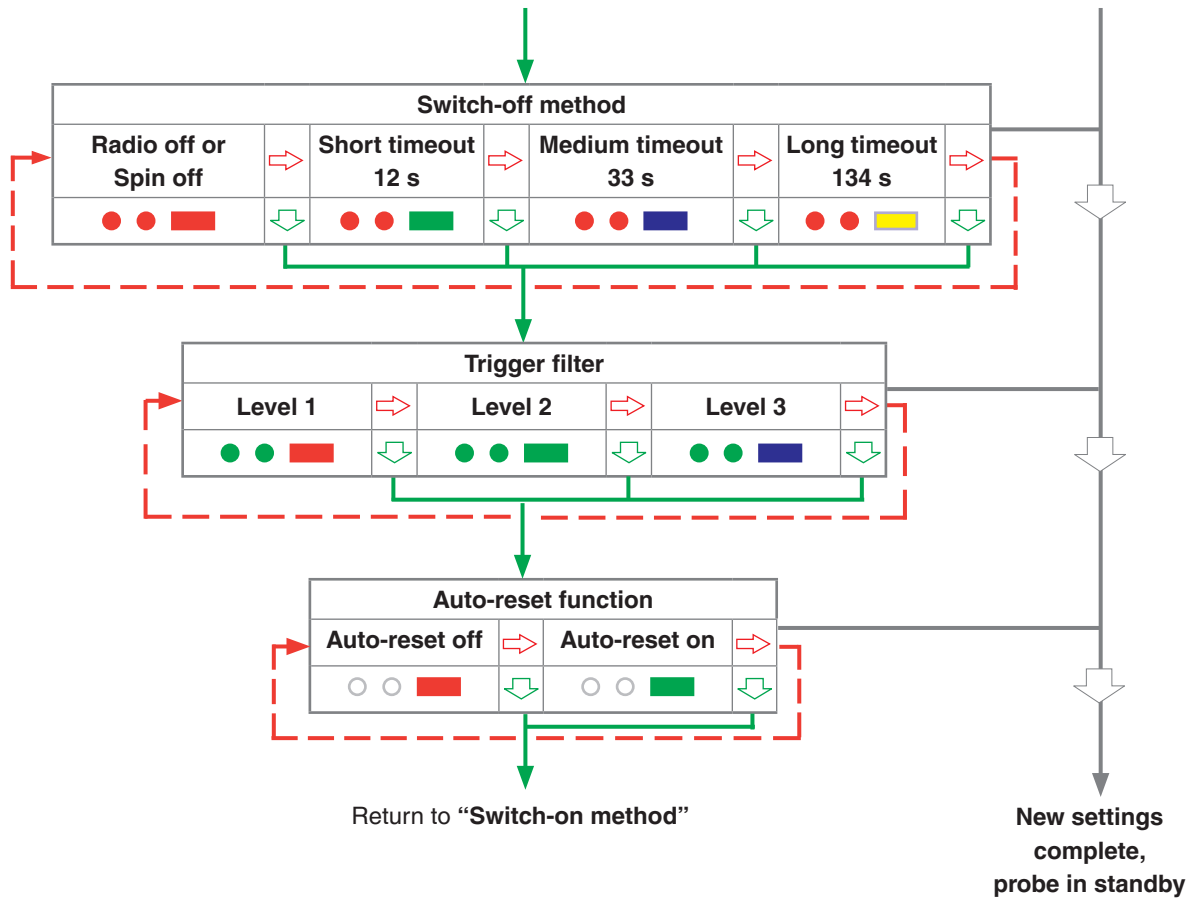 Switch-off method
Radio off or
Spin off
Short timeout
12 s
Medium timeout
33 s
Long timeout
134 s
Trigger filter
Level 1
Level 2
Level 3
Auto-reset function
Auto-reset off
Auto-reset on
Return to “Switch-on method”
New settings
complete,
probe in standby